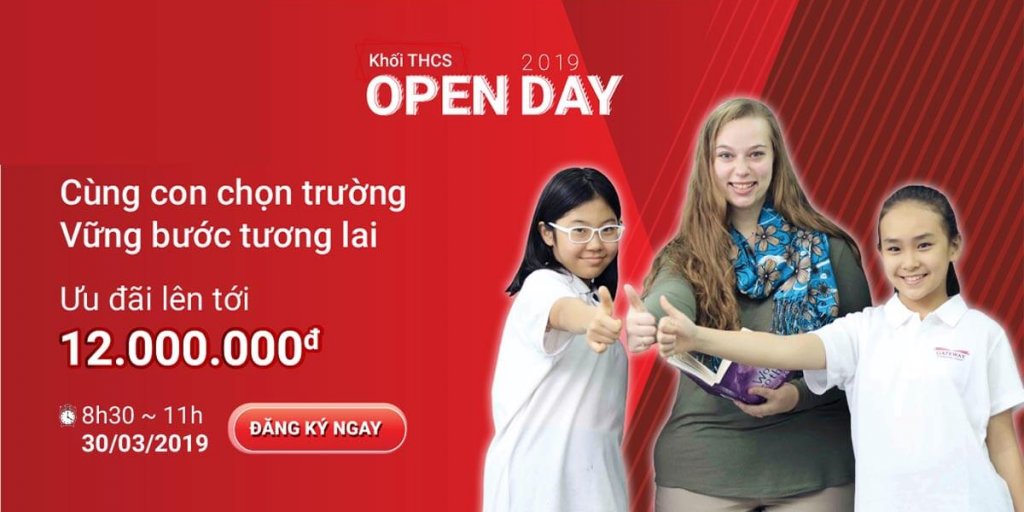 Khối THCS
2019
OPEN DAY
Cùng con chọn trường
Vững bước tương lai
Ưu đãi lên tới
12.000.000đ
8h30 ~ 11h
30/03/2019
ĐĂNG KÝ NGAY
GATEWAY